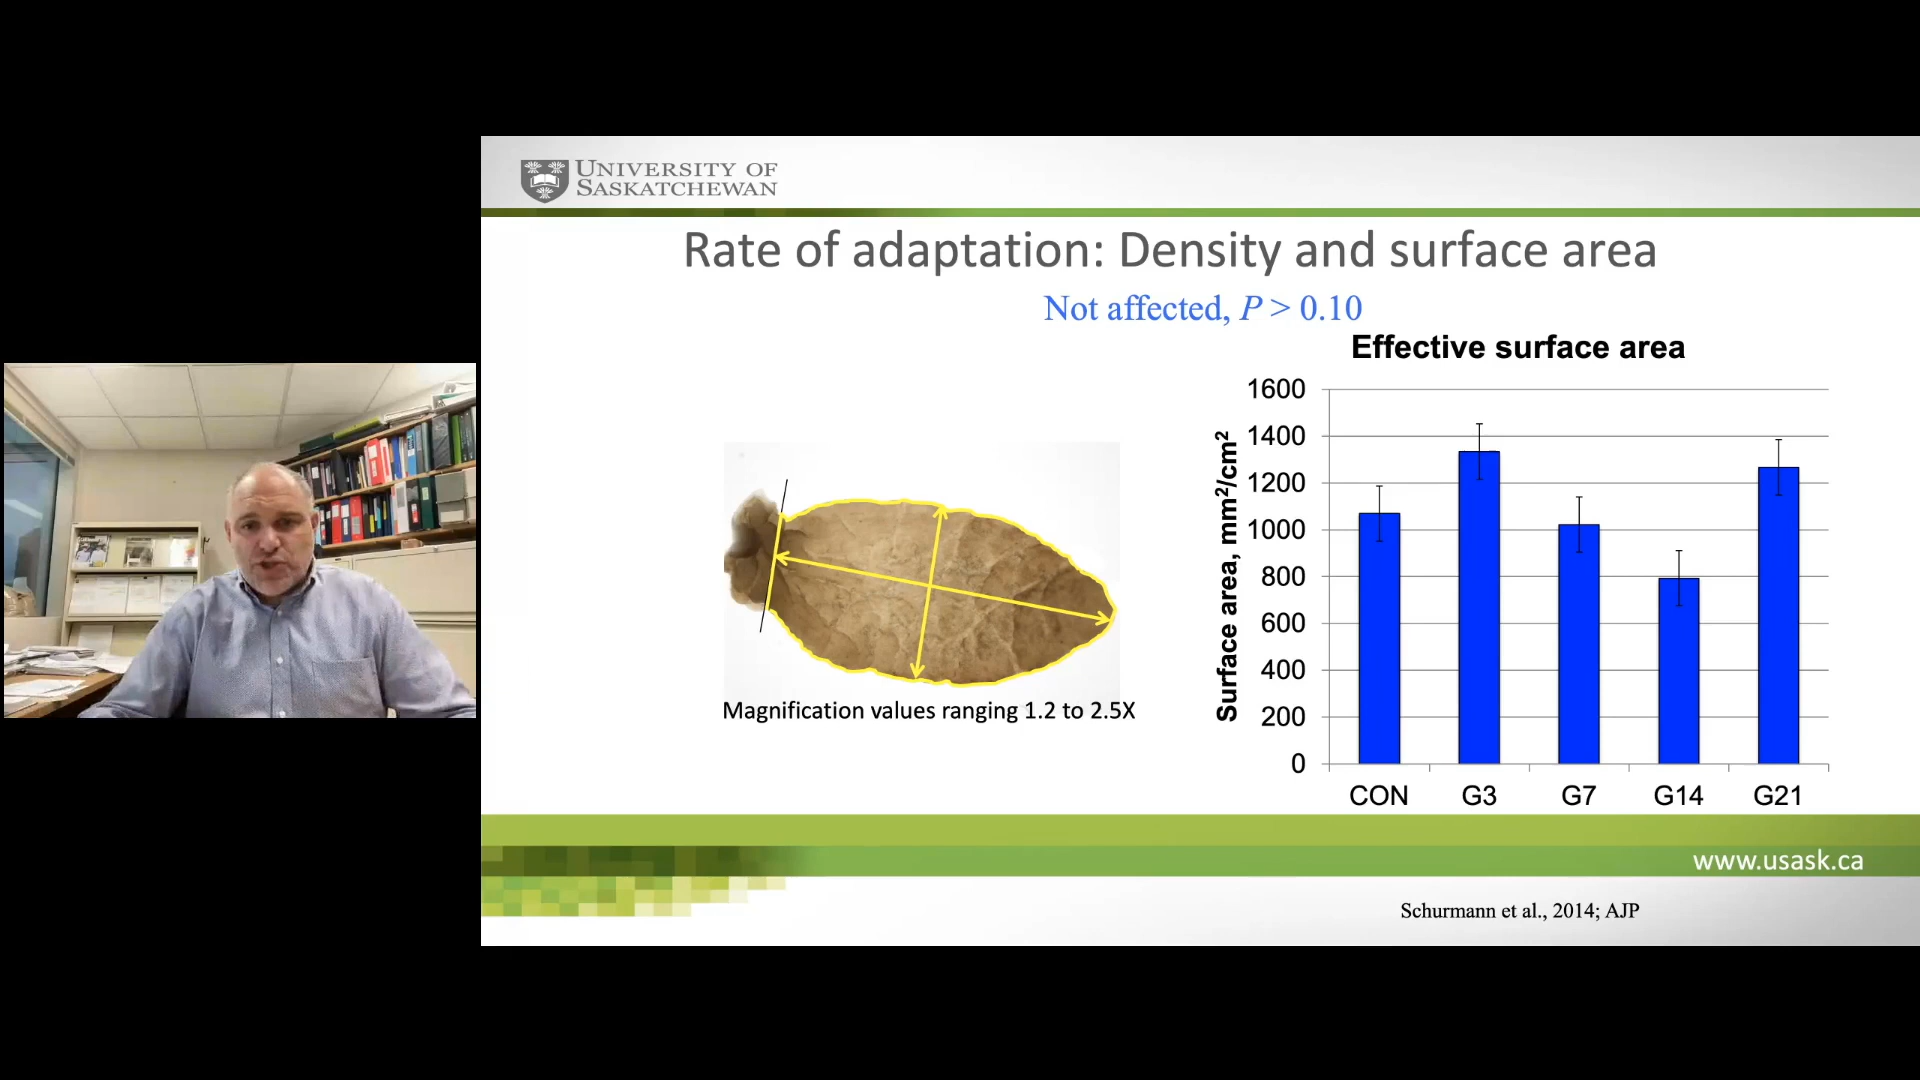 UNIVERSITY OF
SASKATCHEWAN
Rate of adaptation: Density and surface area
Not affected, P > 0.10
Effective surface area
Surface area, mm²/cm²
1600
1400
1200
1000
800
600
400
200
0
CON G3 G7 G14 G21
Magnification values ranging 1.2 to 2.5X
www.usask.ca
Schurmann et al., 2014; AJP